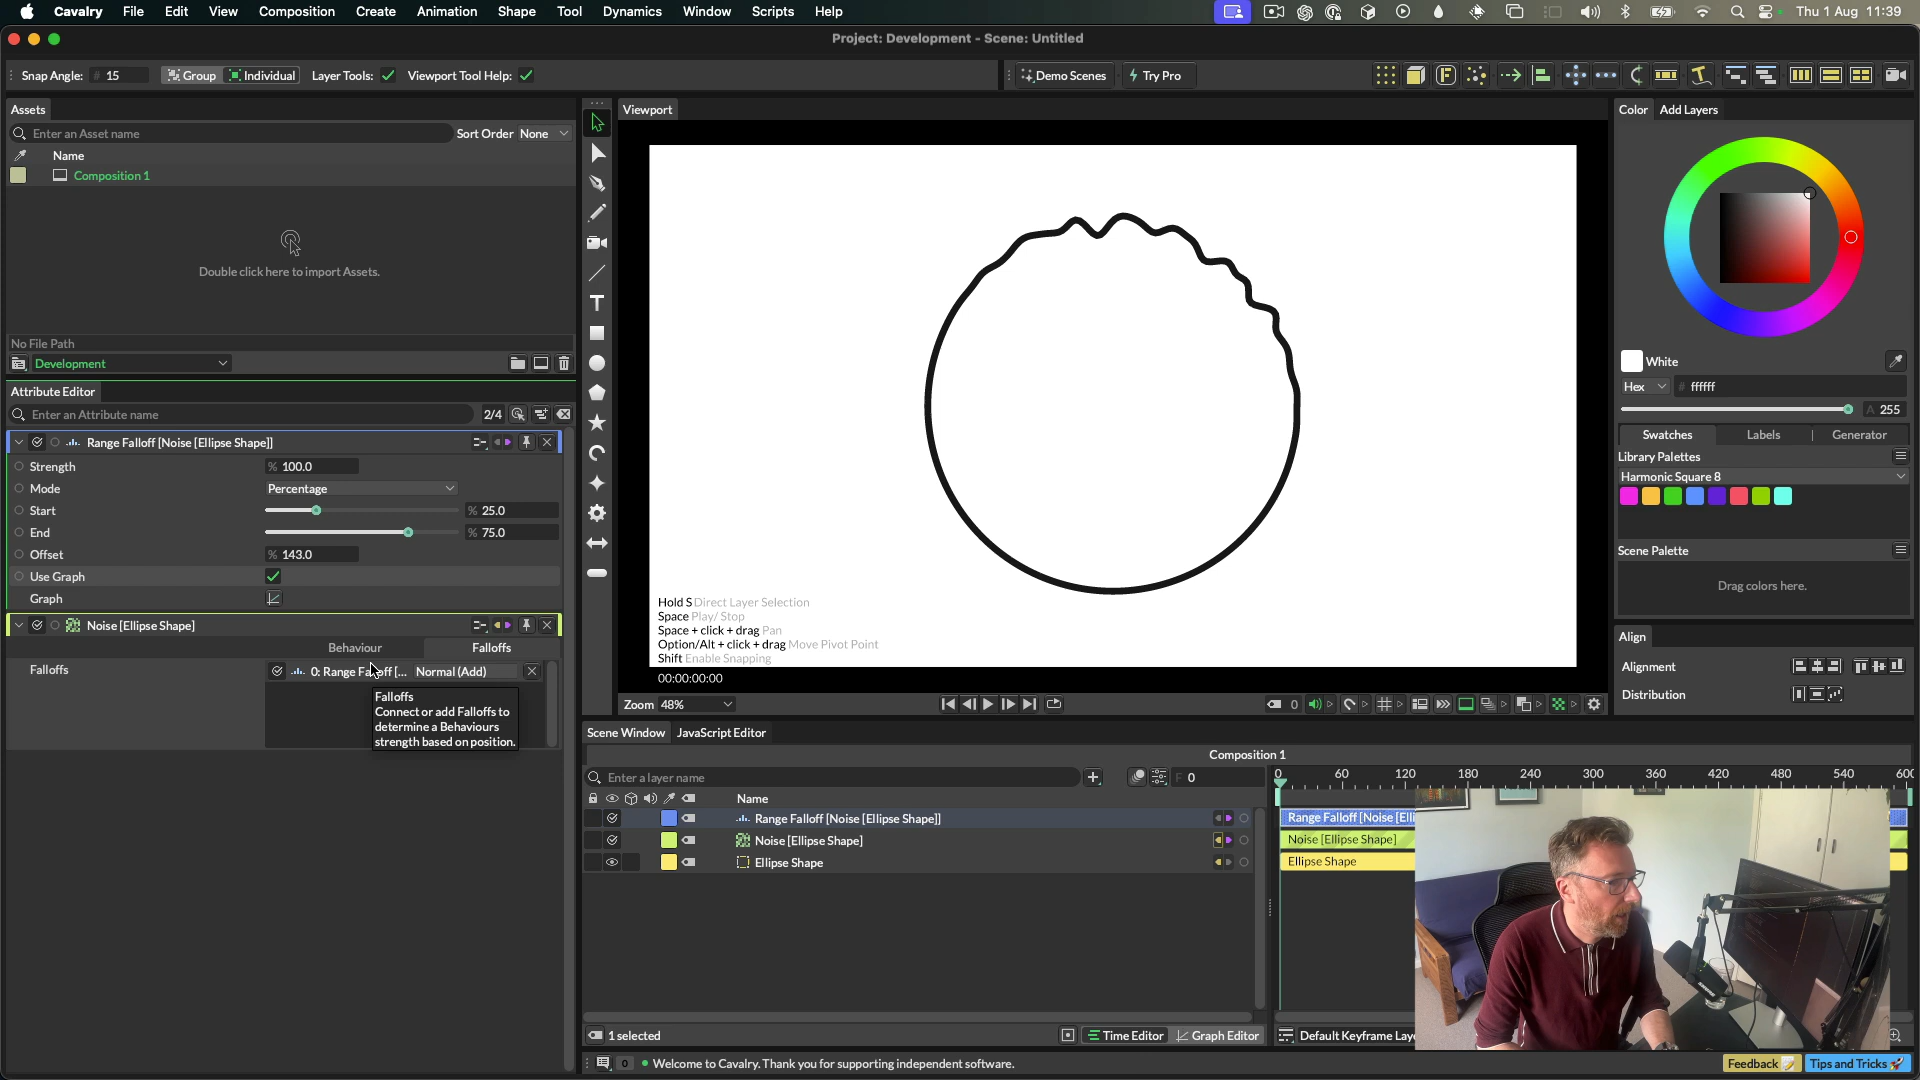 Cavalry File Edit View Composition Create Animation Shape Tool Dynamics Window Scripts Help Thu 1 Aug 11:39
Project: Development - Scene: Untitled
Snap Angle: # 15 Group Individual Layer Tools: Viewport Tool Help: Demo Scenes Try Pro
Assets
Enter an Asset name Sort Order None
Name
Composition 1
Double click here to import Assets.
No File Path
Development
Attribute Editor
Enter an Attribute name 2/4
Range Falloff [Noise [Ellipse Shape]]
Strength % 100.0
Mode Percentage
Start % 25.0
End % 75.0
Offset % 143.0
Use Graph
Graph
Noise [Ellipse Shape]
Behaviour Falloffs
Falloffs 0: Range Falloff [... Normal (Add)
Falloffs
Connect or add Falloffs to
determine a Behaviours
strength based on position.
Viewport
Hold S Direct Layer Selection
Space Play/ Stop
Space + click + drag Pan
Option/Alt + click + drag Move Pivot Point
Shift Enable Snapping
00:00:00:00
Zoom 48% 0
Scene Window JavaScript Editor
Composition 1
Enter a layer name F 0 0 60 120 180 240 300 360 420 480 540 600
Name
Range Falloff [Noise [Ellipse Shape]] Range Falloff [Noise [Elli
Noise [Ellipse Shape] Noise [Ellipse Shape]
Ellipse Shape Ellipse Shape
1 selected Time Editor Graph Editor Default Keyframe Laye
0 Welcome to Cavalry. Thank you for supporting independent software. Feedback Tips and Tricks
Color Add Layers
White
Hex # ffffff
A 255
Swatches Labels Generator
Library Palettes
Harmonic Square 8
Scene Palette
Drag colors here.
Align
Alignment
Distribution